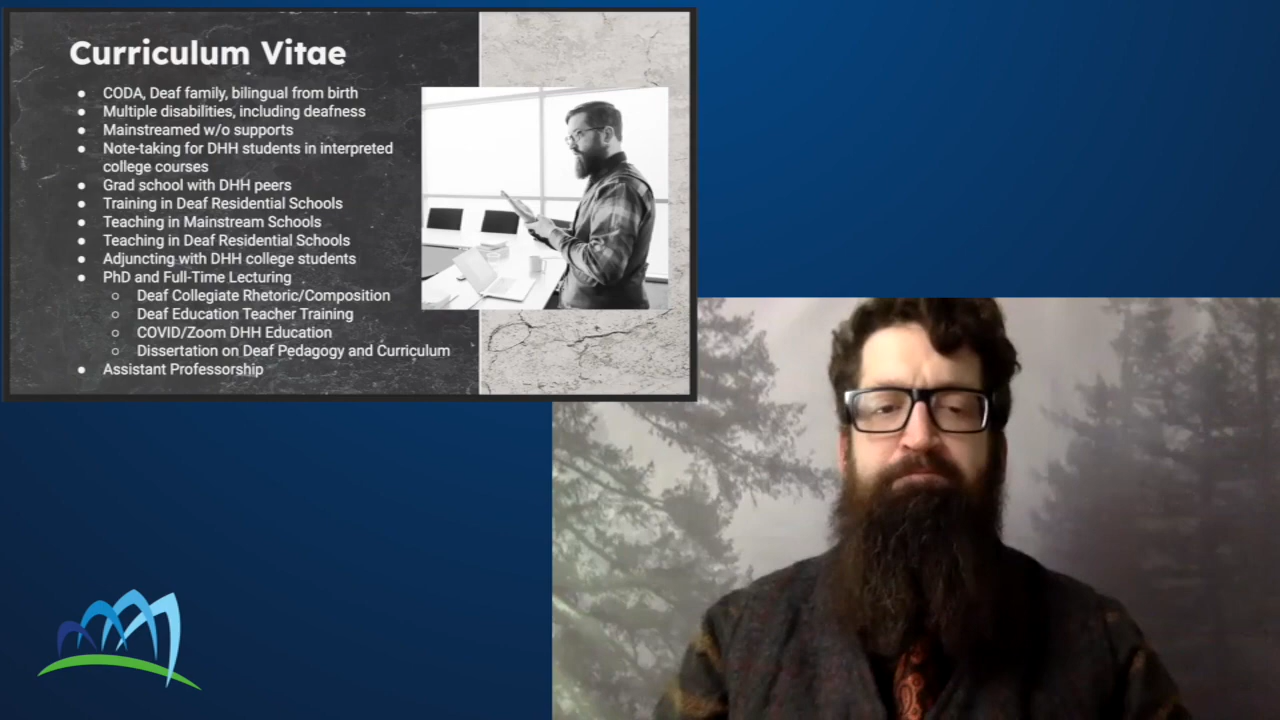 Curriculum Vitae
● CODA, Deaf family, bilingual from birth
● Multiple disabilities, including deafness
● Mainstreamed w/o supports
● Note-taking for DHH students in interpreted
college courses
● Grad school with DHH peers
● Training in Deaf Residential Schools
● Teaching in Mainstream Schools
● Teaching in Deaf Residential Schools
● Adjuncting with DHH college students
● PhD and Full-Time Lecturing
○ Deaf Collegiate Rhetoric/Composition
○ Deaf Education Teacher Training
○ COVID/Zoom DHH Education
○ Dissertation on Deaf Pedagogy and Curriculum
● Assistant Professorship